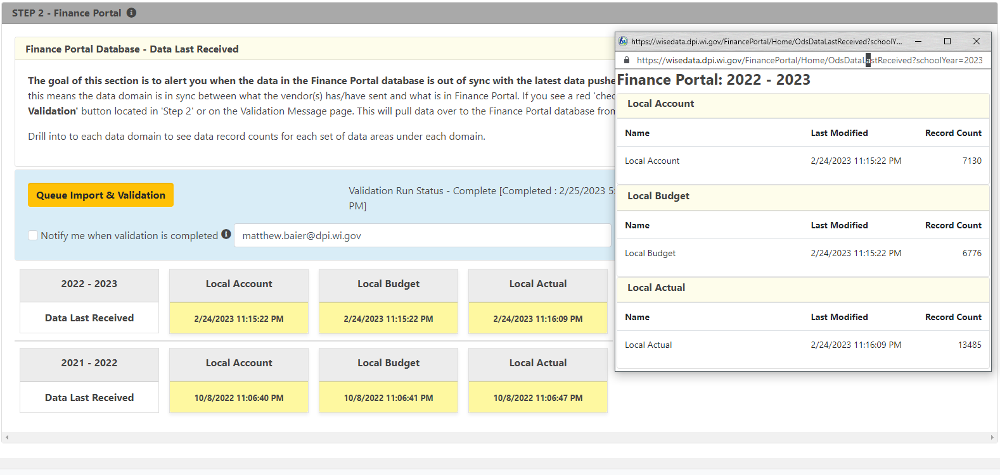 STEP 2 - Finance Portal
Finance Portal Database - Data Last Received
The goal of this section is to alert you when the data in the Finance Portal database is out of sync with the latest data pushe
this means the data domain is in sync between what the vendor(s) has/have sent and what is in Finance Portal. If you see a red 'chec
Validation' button located in 'Step 2' or on the Validation Message page. This will pull data over to the Finance Portal database from
Drill into to each data domain to see data record counts for each set of data areas under each domain.
Queue Import & Validation
Validation Run Status - Complete [Completed : 2/25/2023 5:
PM]
Notify me when validation is completed
matthew.baier@dpi.wi.gov
2022 - 2023 Local Account Local Budget Local Actual
Data Last Received 2/24/2023 11:15:22 PM 2/24/2023 11:15:22 PM 2/24/2023 11:16:09 PM
2021 - 2022 Local Account Local Budget Local Actual
Data Last Received 10/8/2022 11:06:40 PM 10/8/2022 11:06:41 PM 10/8/2022 11:06:47 PM
https://wisedata.dpi.wi.gov/FinancePortal/Home/OdsDataLastReceived?schoolY...
https://wisedata.dpi.wi.gov/FinancePortal/Home/OdsDataLastReceived?schoolYear=2023
Finance Portal: 2022 - 2023
Local Account
Name Last Modified Record Count
Local Account 2/24/2023 11:15:22 PM 7130
Local Budget
Name Last Modified Record Count
Local Budget 2/24/2023 11:15:22 PM 6776
Local Actual
Name Last Modified Record Count
Local Actual 2/24/2023 11:16:09 PM 13485